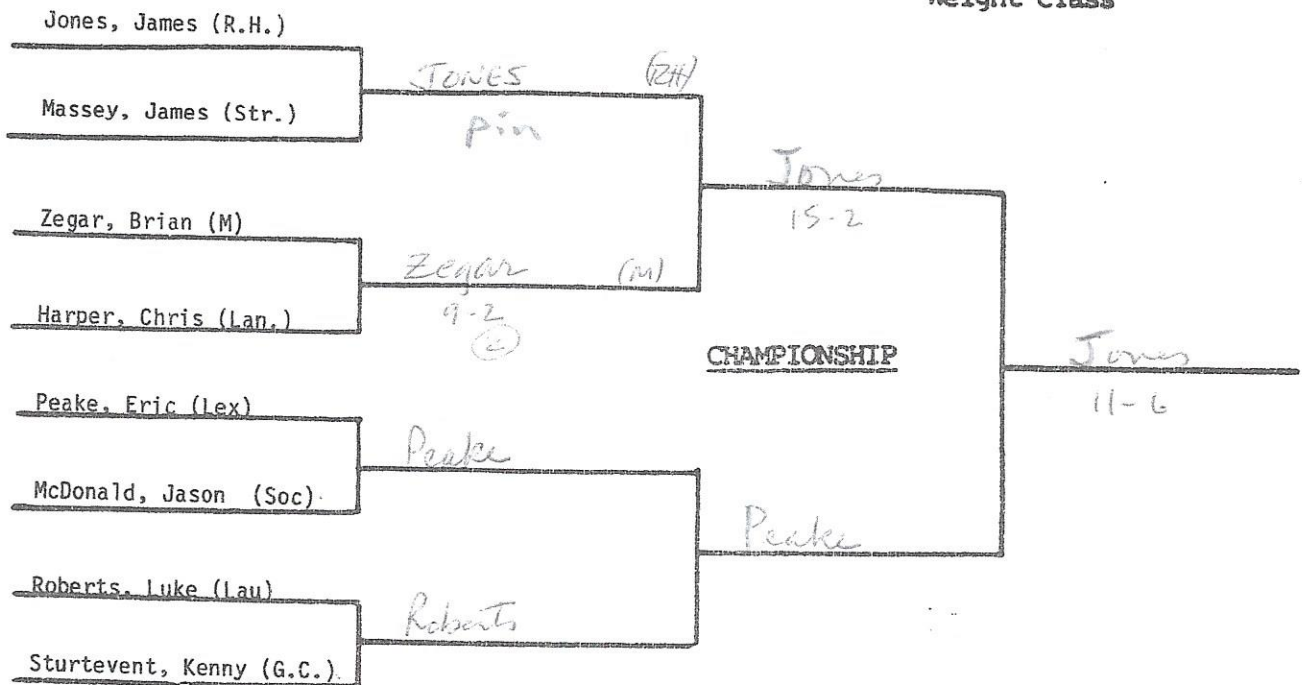 Weight Class
Jones, James (R.H.)
JONES (RH)
Massey, James (Str.)
pin
Jones
15-2
Zegar, Brian (M)
Zegar (M)
Harper, Chris (Lan.)
9-2
CHAMPIONSHIP
Jones
11-6
Peake, Eric (Lex)
Peake
McDonald, Jason (Soc)
Peake
Roberts, Luke (Lau)
Roberts
Sturtevent, Kenny (G.C.)